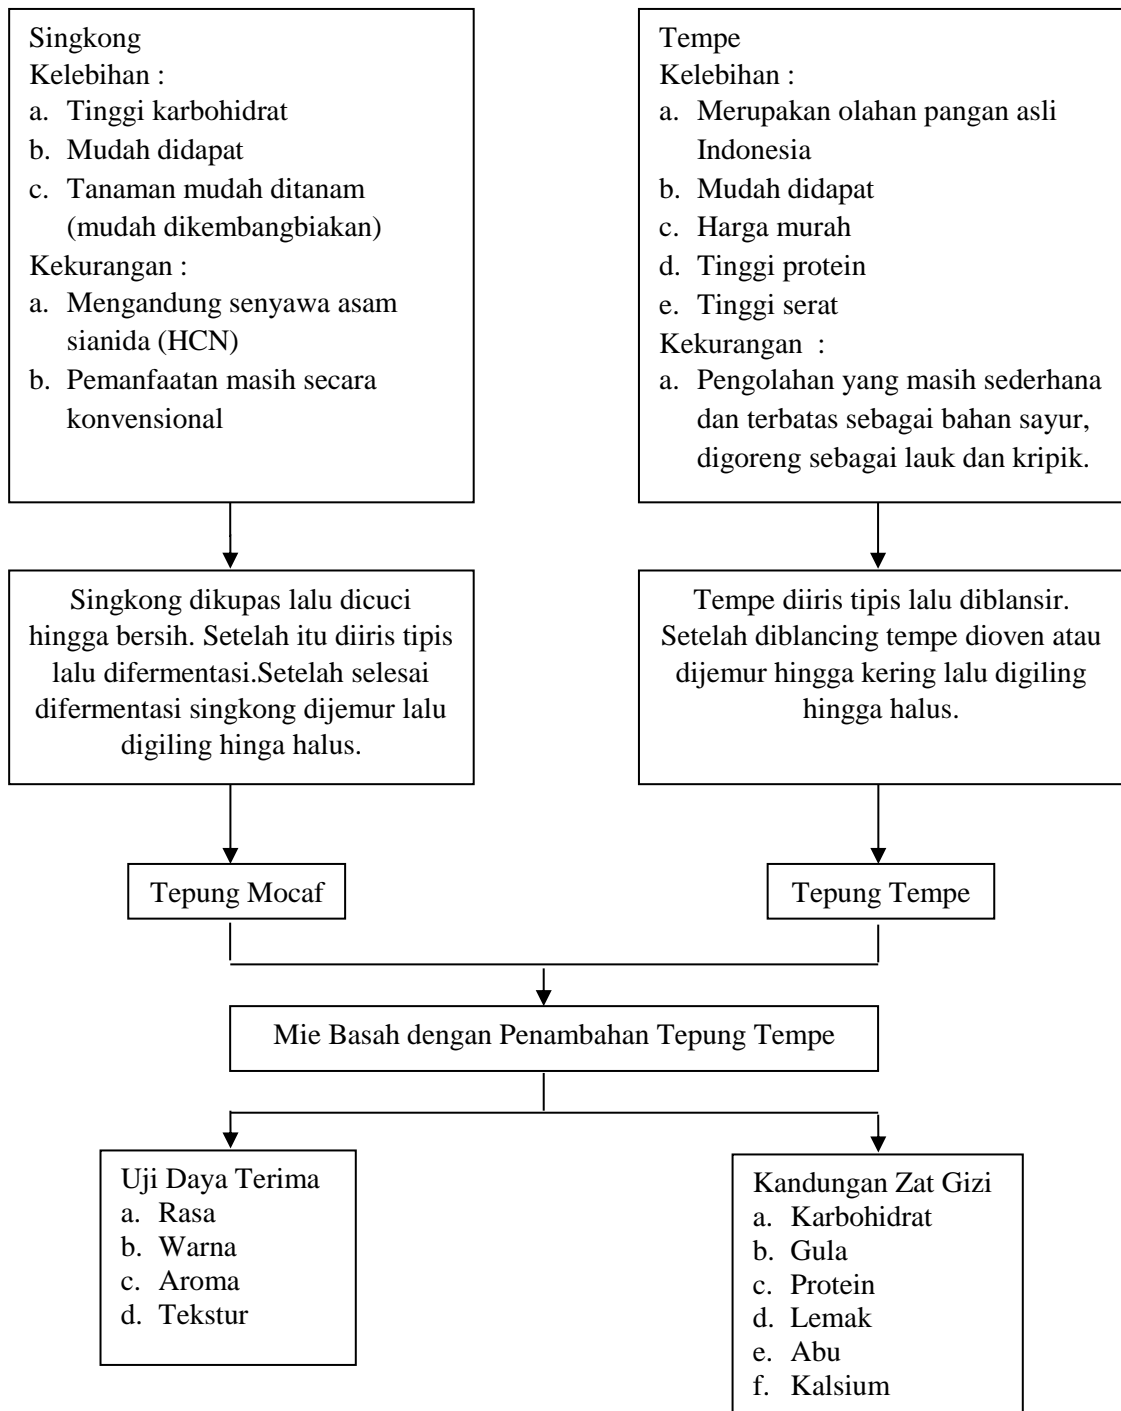 Singkong
Kelebihan :
a. Tinggi karbohidrat
b. Mudah didapat
c. Tanaman mudah ditanam
(mudah dikembangbiakan)
Kekurangan :
a. Mengandung senyawa asam
sianida (HCN)
b. Pemanfaatan masih secara
konvensional
Tempe
Kelebihan :
a. Merupakan olahan pangan asli
Indonesia
b. Mudah didapat
c. Harga murah
d. Tinggi protein
e. Tinggi serat
Kekurangan :
a. Pengolahan yang masih sederhana
dan terbatas sebagai bahan sayur,
digoreng sebagai lauk dan kripik.
Singkong dikupas lalu dicuci
hingga bersih. Setelah itu diiris tipis
lalu difermentasi.Setelah selesai
difermentasi singkong dijemur lalu
digiling hinga halus.
Tempe diiris tipis lalu diblansir.
Setelah diblancing tempe dioven atau
dijemur hingga kering lalu digiling
hingga halus.
Tepung Mocaf
Tepung Tempe
Mie Basah dengan Penambahan Tepung Tempe
Uji Daya Terima
a. Rasa
b. Warna
c. Aroma
d. Tekstur
Kandungan Zat Gizi
a. Karbohidrat
b. Gula
c. Protein
d. Lemak
e. Abu
f. Kalsium